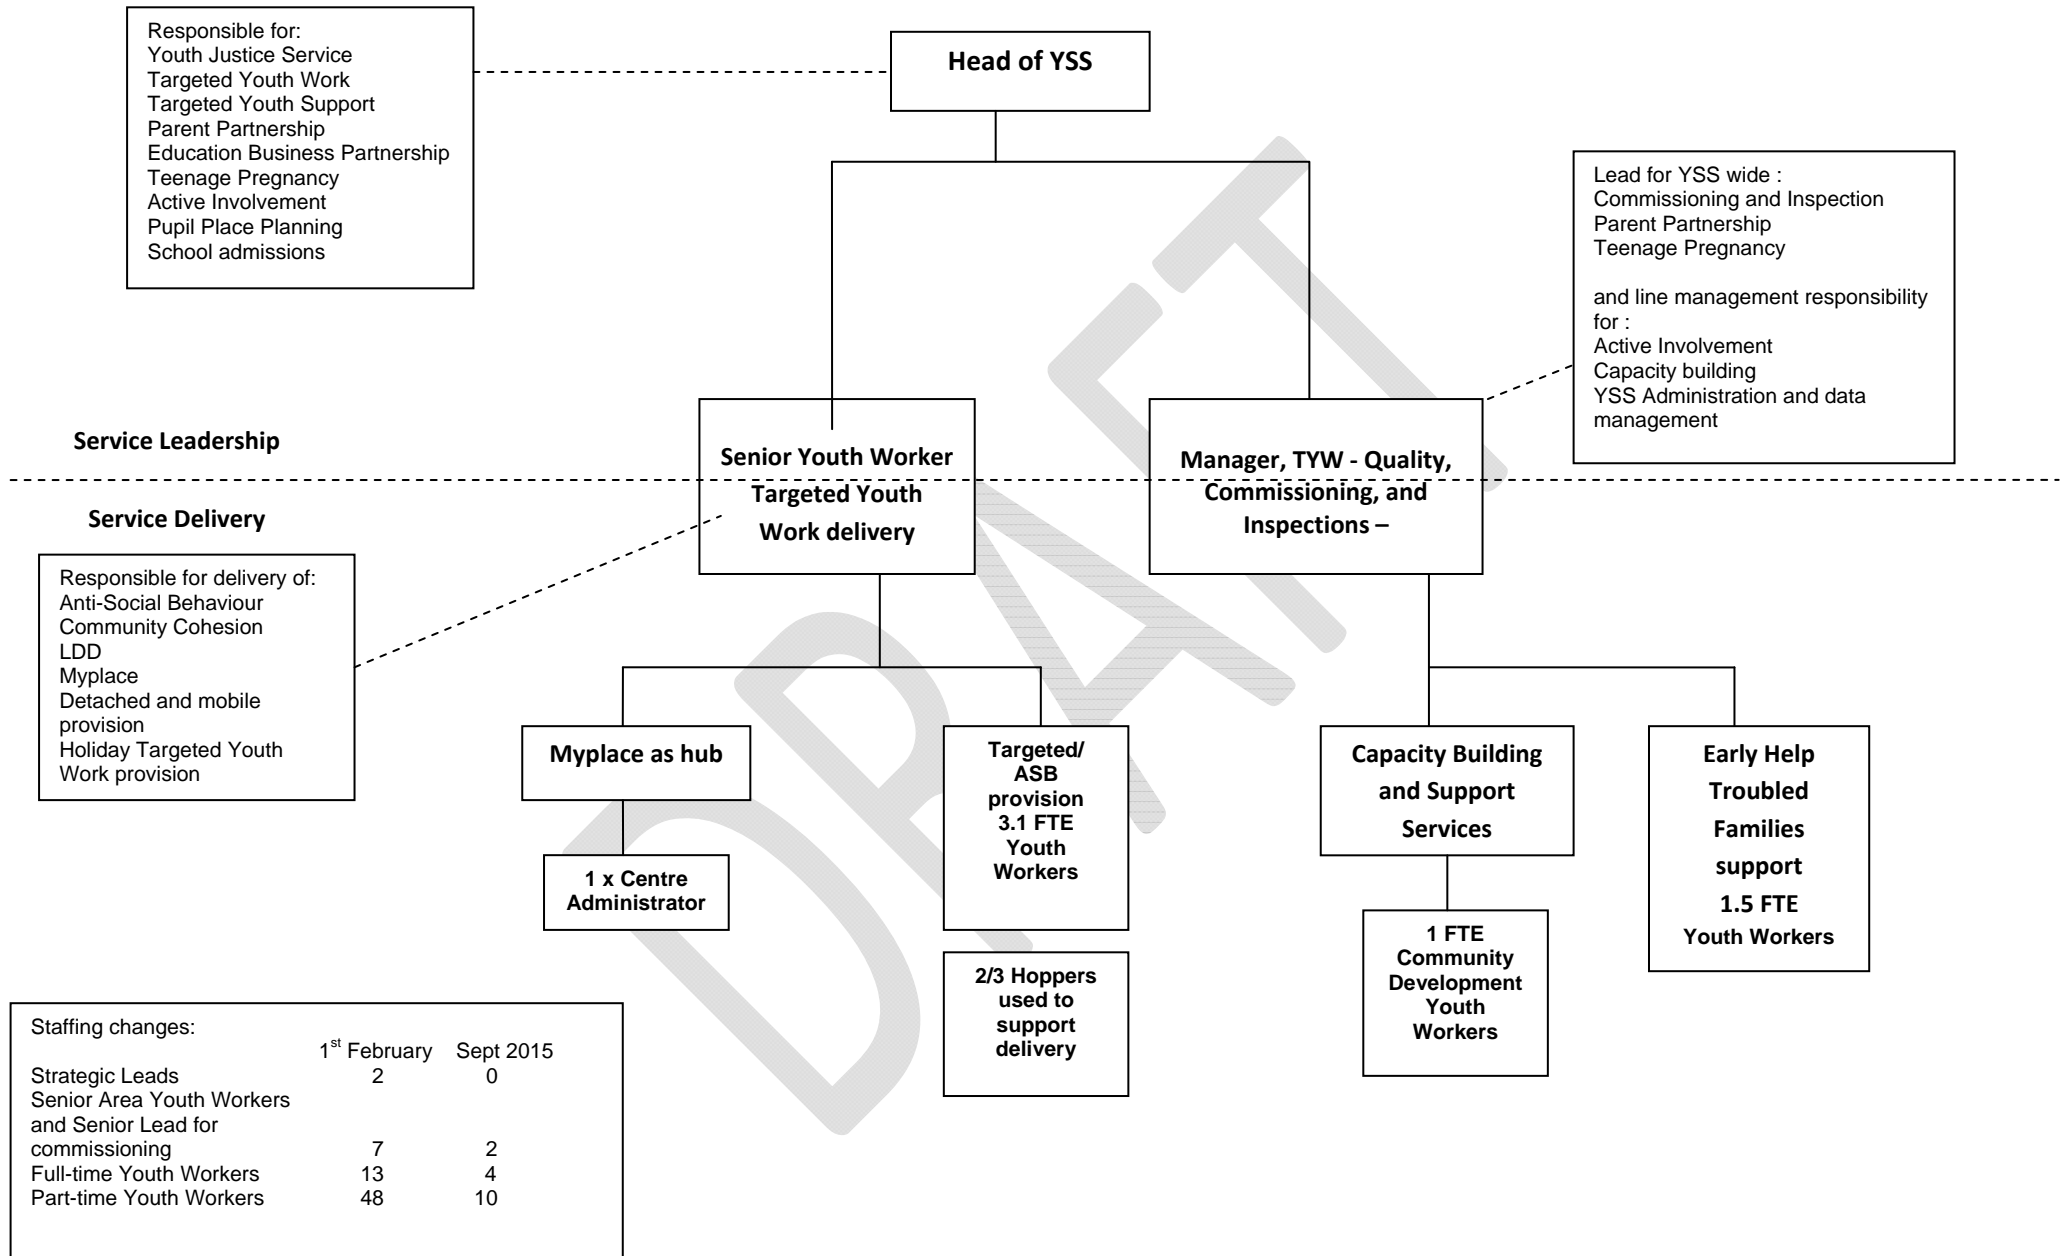 Responsible for:
Youth Justice Service
Targeted Youth Work
Targeted Youth Support
Parent Partnership
Education Business Partnership
Teenage Pregnancy
Active Involvement
Pupil Place Planning
School admissions
Head of YSS
Lead for YSS wide :
Commissioning and Inspection
Parent Partnership
Teenage Pregnancy
and line management responsibility
for :
Active Involvement
Capacity building
YSS Administration and data
management
Service Leadership
Senior Youth Worker
Targeted Youth
Work delivery
Manager, TYW - Quality,
Commissioning, and
Inspections –
Service Delivery
Responsible for delivery of:
Anti-Social Behaviour
Community Cohesion
LDD
Myplace
Detached and mobile
provision
Holiday Targeted Youth
Work provision
Myplace as hub
1 x Centre
Administrator
Targeted/
ASB
provision
3.1 FTE
Youth
Workers
2/3 Hoppers
used to
support
delivery
Capacity Building
and Support
Services
1 FTE
Community
Development
Youth
Workers
Early Help
Troubled
Families
support
1.5 FTE
Youth Workers
Staffing changes:
1st February Sept 2015
Strategic Leads 2 0
Senior Area Youth Workers
and Senior Lead for
commissioning 7 2
Full-time Youth Workers 13 4
Part-time Youth Workers 48 10
DRAFT